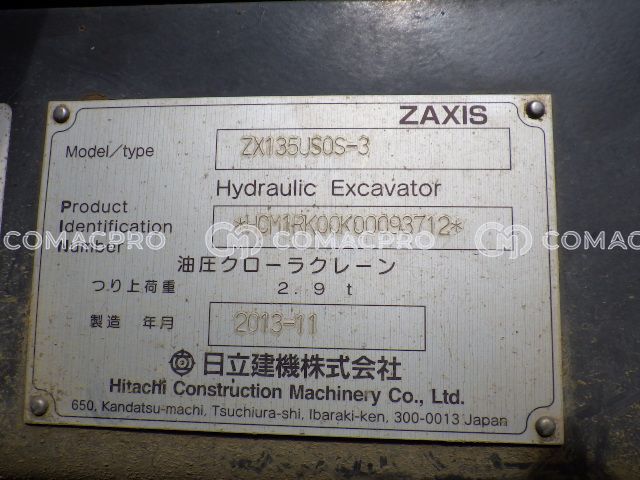 ZAXIS
Model/type ZX135USOS-3
Hydraulic Excavator
Product
Identification *HCM1RK00K00093712*
Number
COMACPRO COMACPRO COMACPRO
油圧クローラクレーン
つり上荷重 2.9t
製造 年月 2013-11
日立建機株式会社
Hitachi Construction Machinery Co., Ltd.
650, Kandatsu-machi, Tsuchiura-shi, Ibaraki-ken, 300-0013 Japan